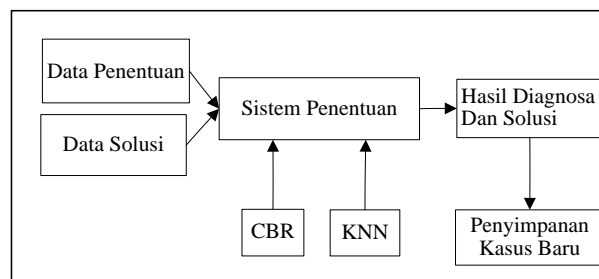 Data Penentuan
Data Solusi
Sistem Penentuan
Hasil Diagnosa
Dan Solusi
CBR
KNN
Penyimpanan
Kasus Baru